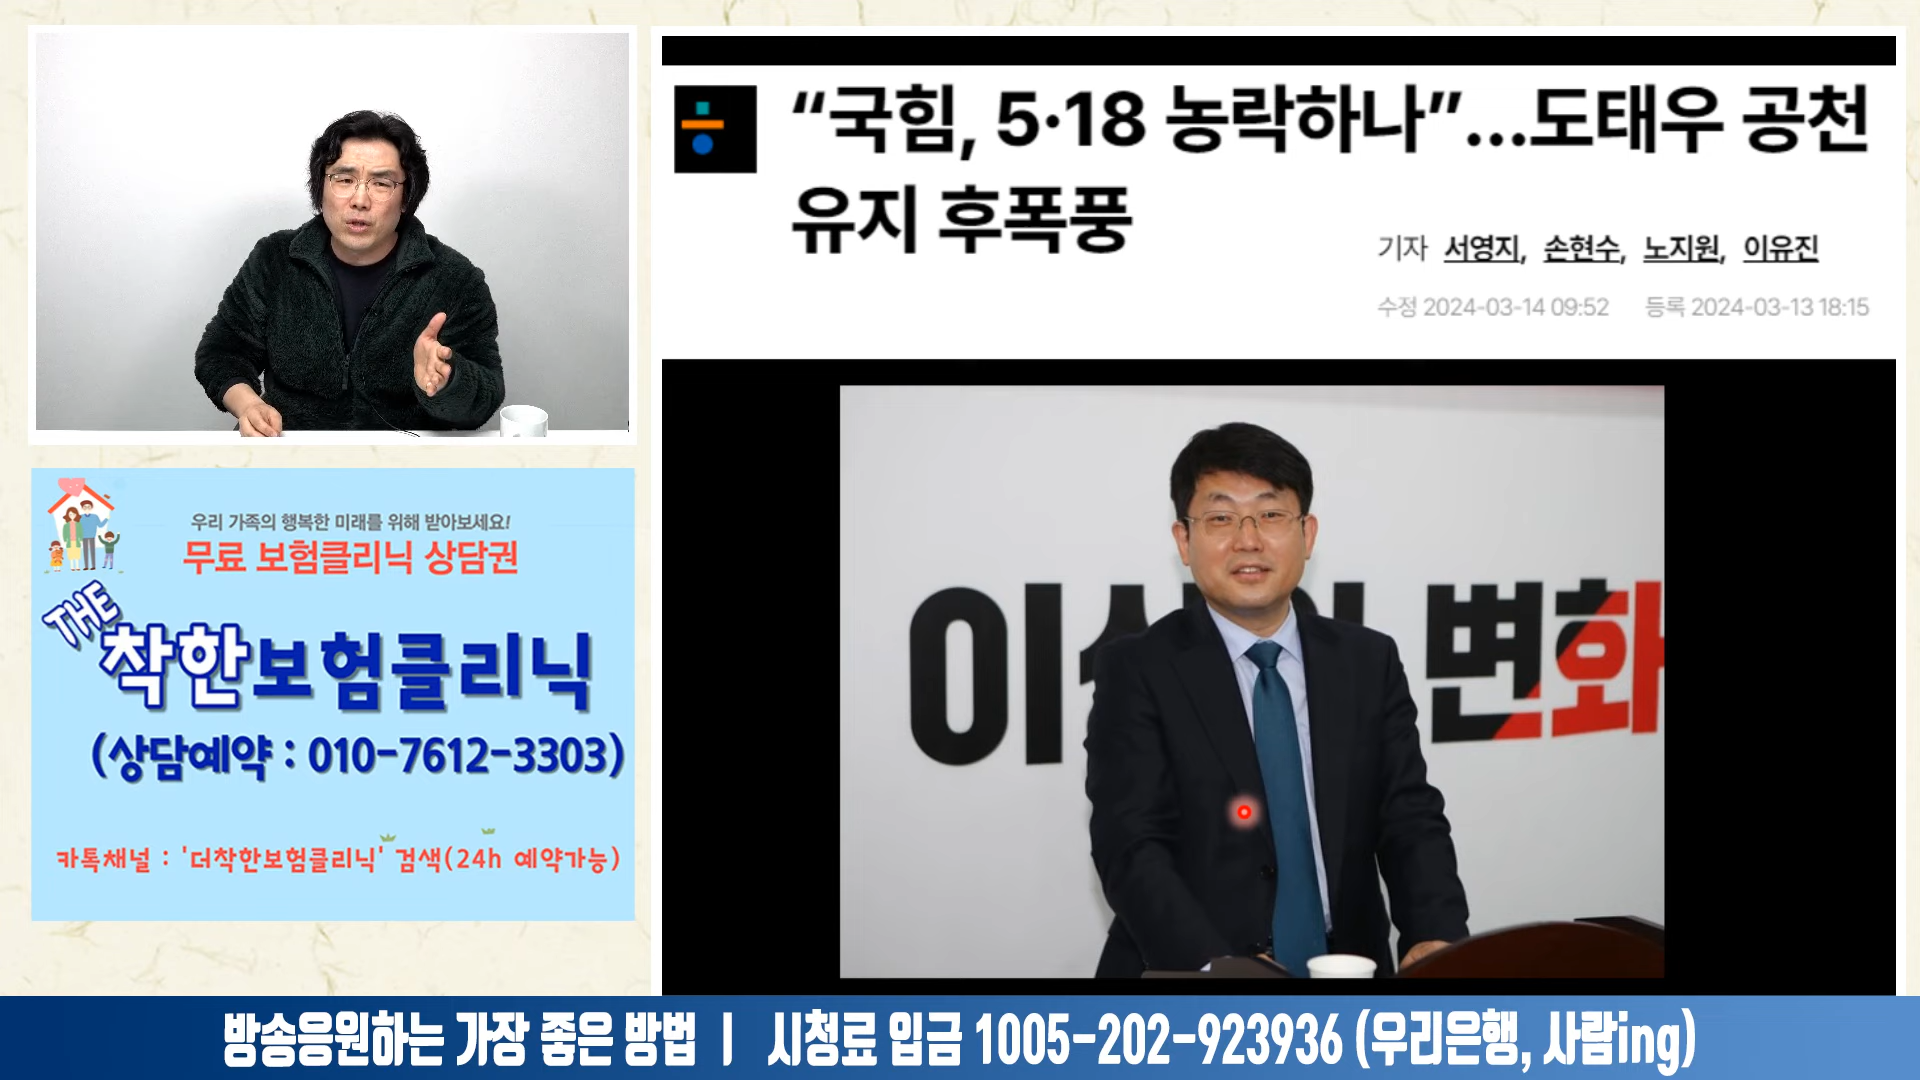 “국힘, 5·18 농락하나”...도태우 공천
유지 후폭풍
기자 서영지, 손현수, 노지원, 이유진
수정 2024-03-14 09:52 등록 2024-03-13 18:15
변화
우리 가족의 행복한 미래를 위해 받아보세요!
무료 보험클리닉 상담권
THE
착한보험클리닉
(상담예약 : 010-7612-3303)
카톡채널 : '더착한보험클리닉' 검색(24h 예약가능)
방송응원하는 가장 좋은 방법 ㅣ 시청료 입금 1005-202-923936 (우리은행, 사람ing)